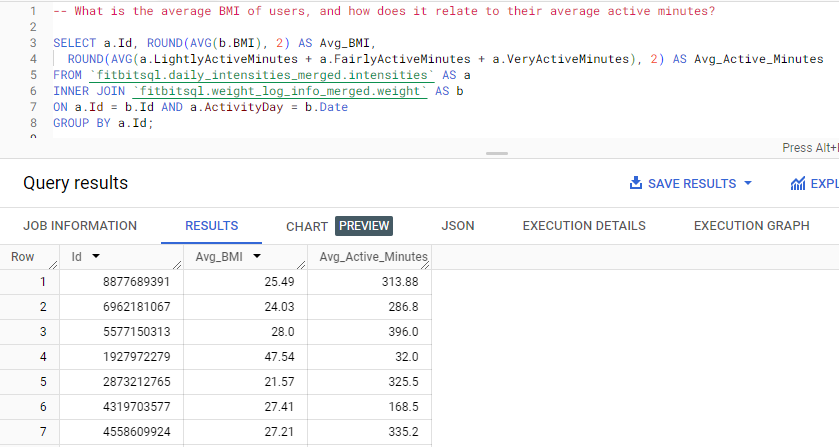 1 -- What is the average BMI of users, and how does it relate to their average active minutes?
2
3 SELECT a.Id, ROUND(AVG(b.BMI), 2) AS Avg_BMI,
4 ROUND(AVG(a.LightlyActiveMinutes + a.FairlyActiveMinutes + a.VeryActiveMinutes), 2) AS Avg_Active_Minutes
5 FROM `fitbitsql.daily_intensities_merged.intensities` AS a
6 INNER JOIN `fitbitsql.weight_log_info_merged.weight` AS b
7 ON a.Id = b.Id AND a.ActivityDay = b.Date
8 GROUP BY a.Id;
Press Alt+
Query results SAVE RESULTS EXPL
JOB INFORMATION RESULTS CHART PREVIEW JSON EXECUTION DETAILS EXECUTION GRAPH
Row Id Avg_BMI Avg_Active_Minutes
1 8877689391 25.49 313.88
2 6962181067 24.03 286.8
3 5577150313 28.0 396.0
4 1927972279 47.54 32.0
5 2873212765 21.57 325.5
6 4319703577 27.41 168.5
7 4558609924 27.21 335.2